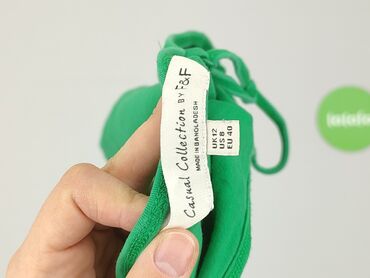 Casual Collection BY F&F
MADE IN BANGLADESH
UK 12
US 8
EU 40